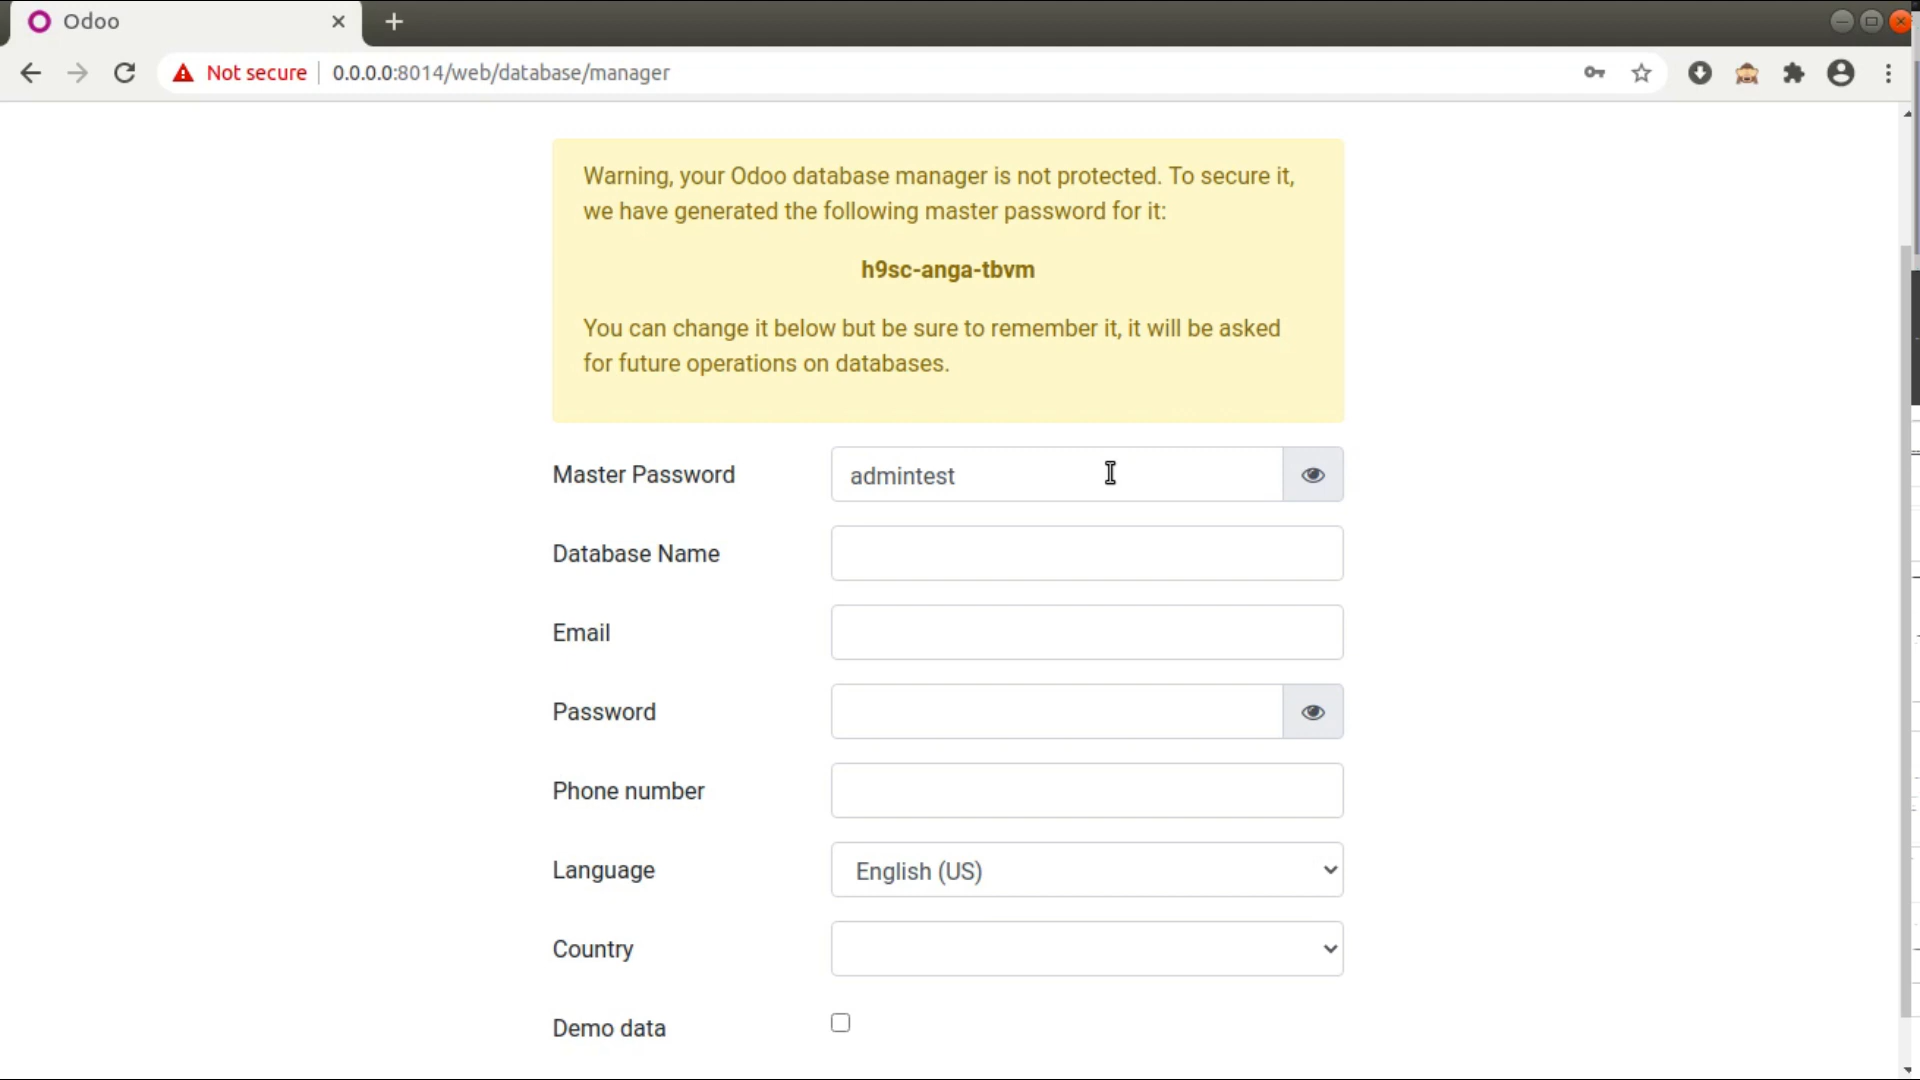 Odoo
Not secure
0.0.0.0:8014/web/database/manager
Warning, your Odoo database manager is not protected. To secure it,
we have generated the following master password for it:
h9sc-anga-tbvm
You can change it below but be sure to remember it, it will be asked
for future operations on databases.
Master Password
admintest
Database Name
Email
Password
Phone number
Language
English (US)
Country
Demo data